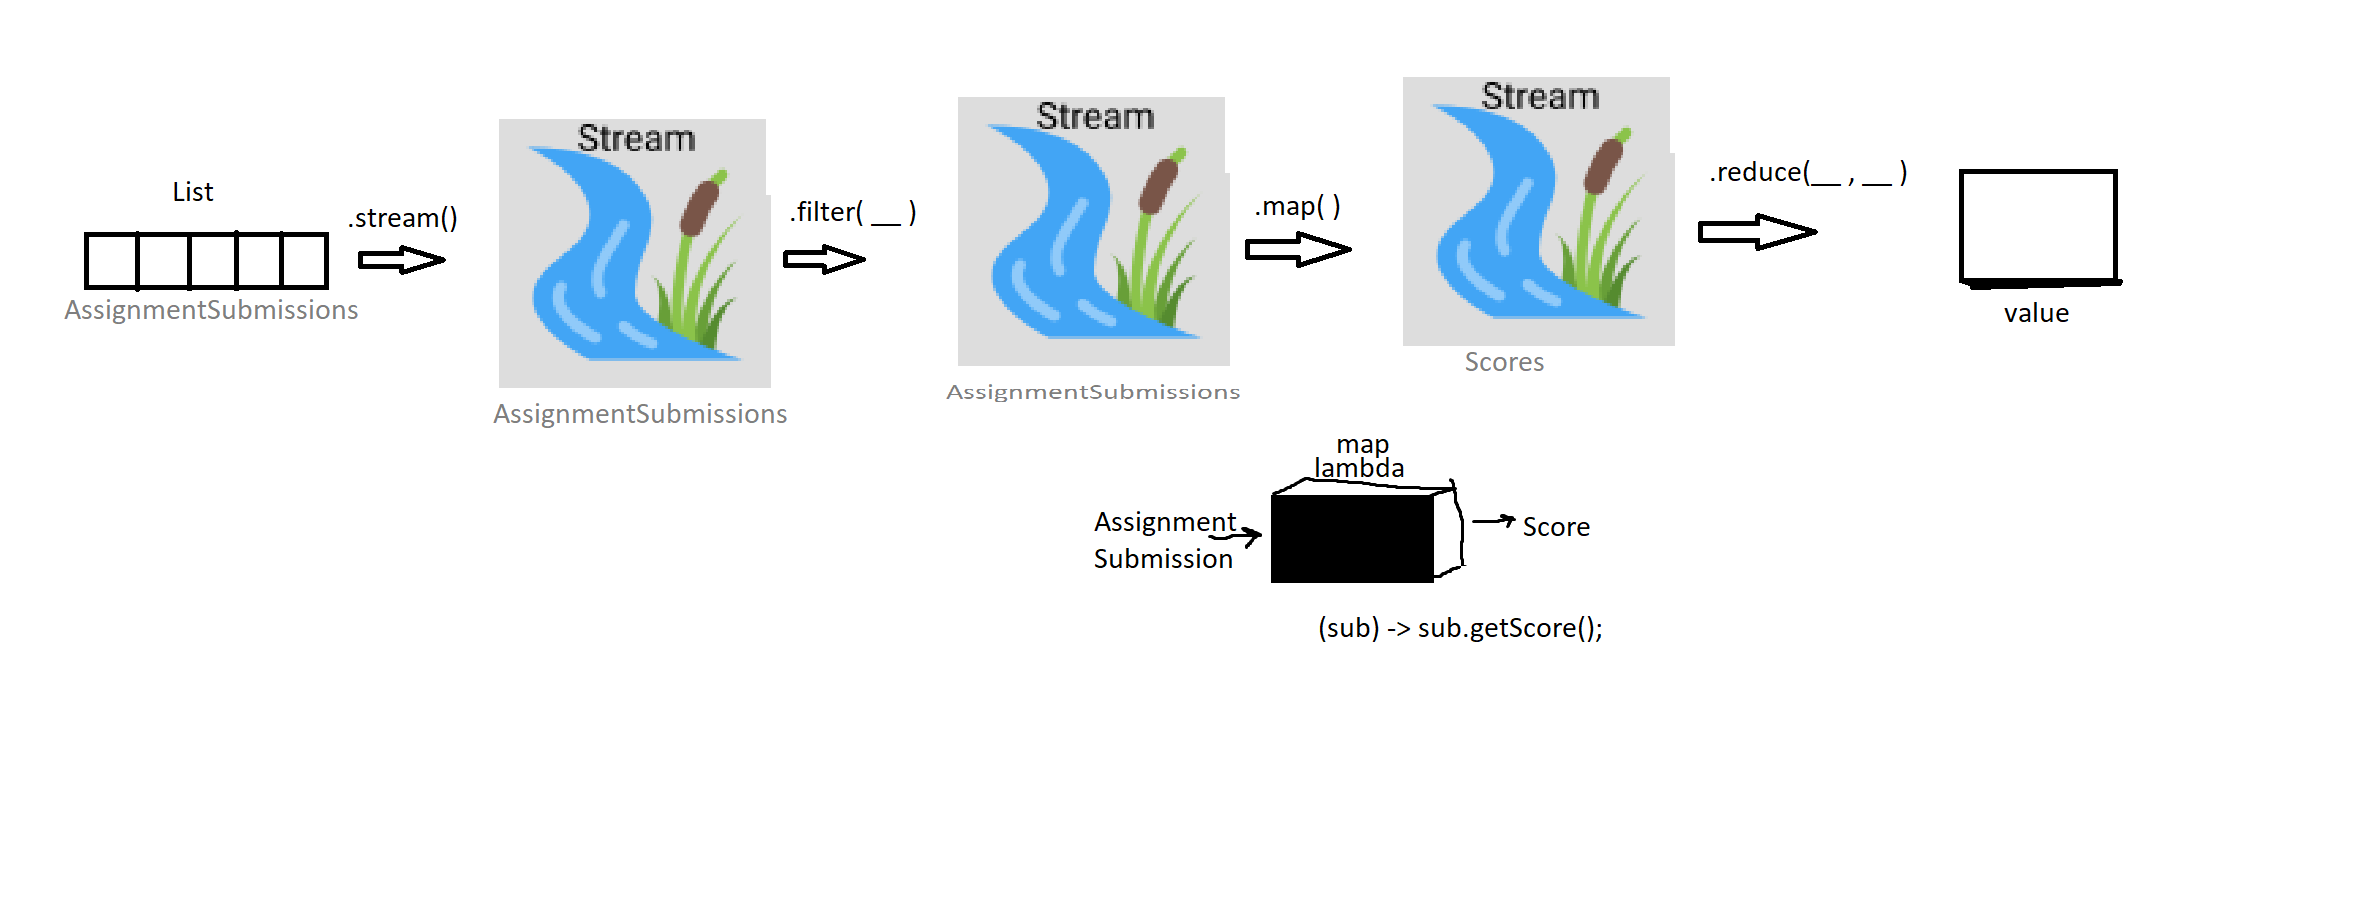 List
AssignmentSubmissions
.stream()
Stream
AssignmentSubmissions
.filter( __ )
Stream
AssignmentSubmissions
.map( )
Stream
Scores
.reduce(__ , __ )
value
map
lambda
Assignment
Submission
Score
(sub) -> sub.getScore();